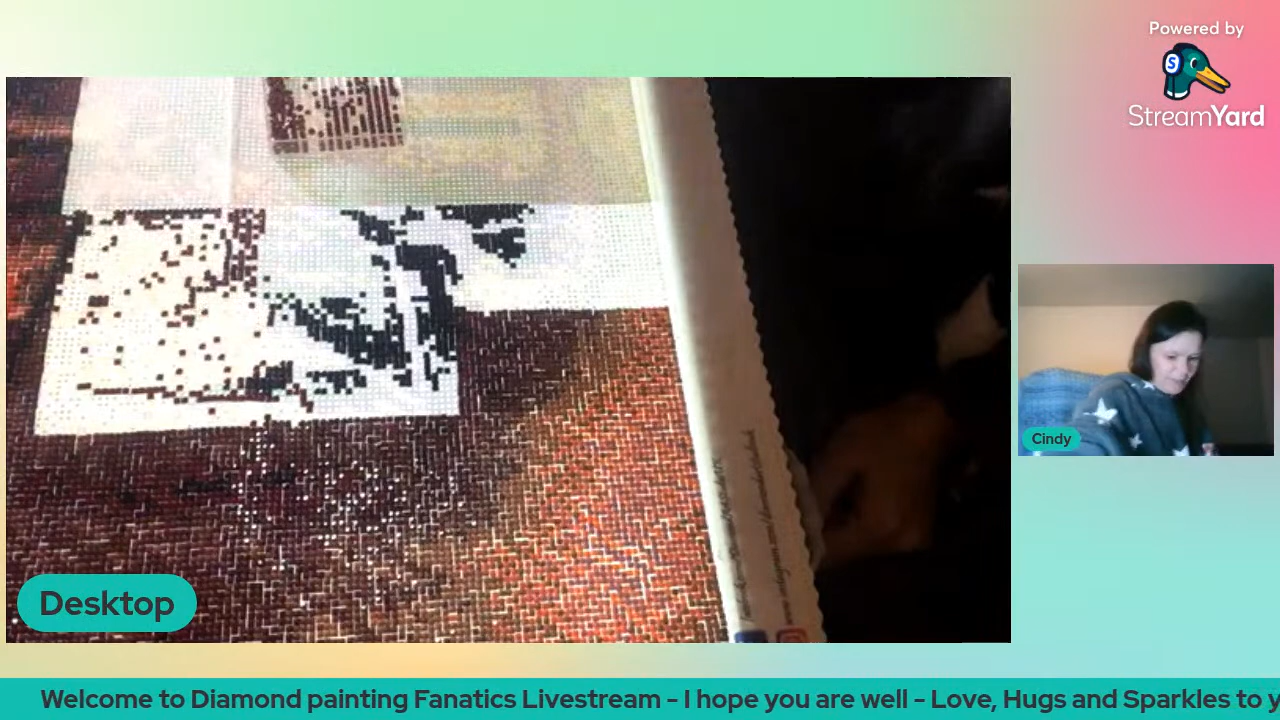 Powered by
StreamYard
S
Cindy
Desktop
Welcome to Diamond painting Fanatics Livestream - I hope you are well - Love, Hugs and Sparkles to y